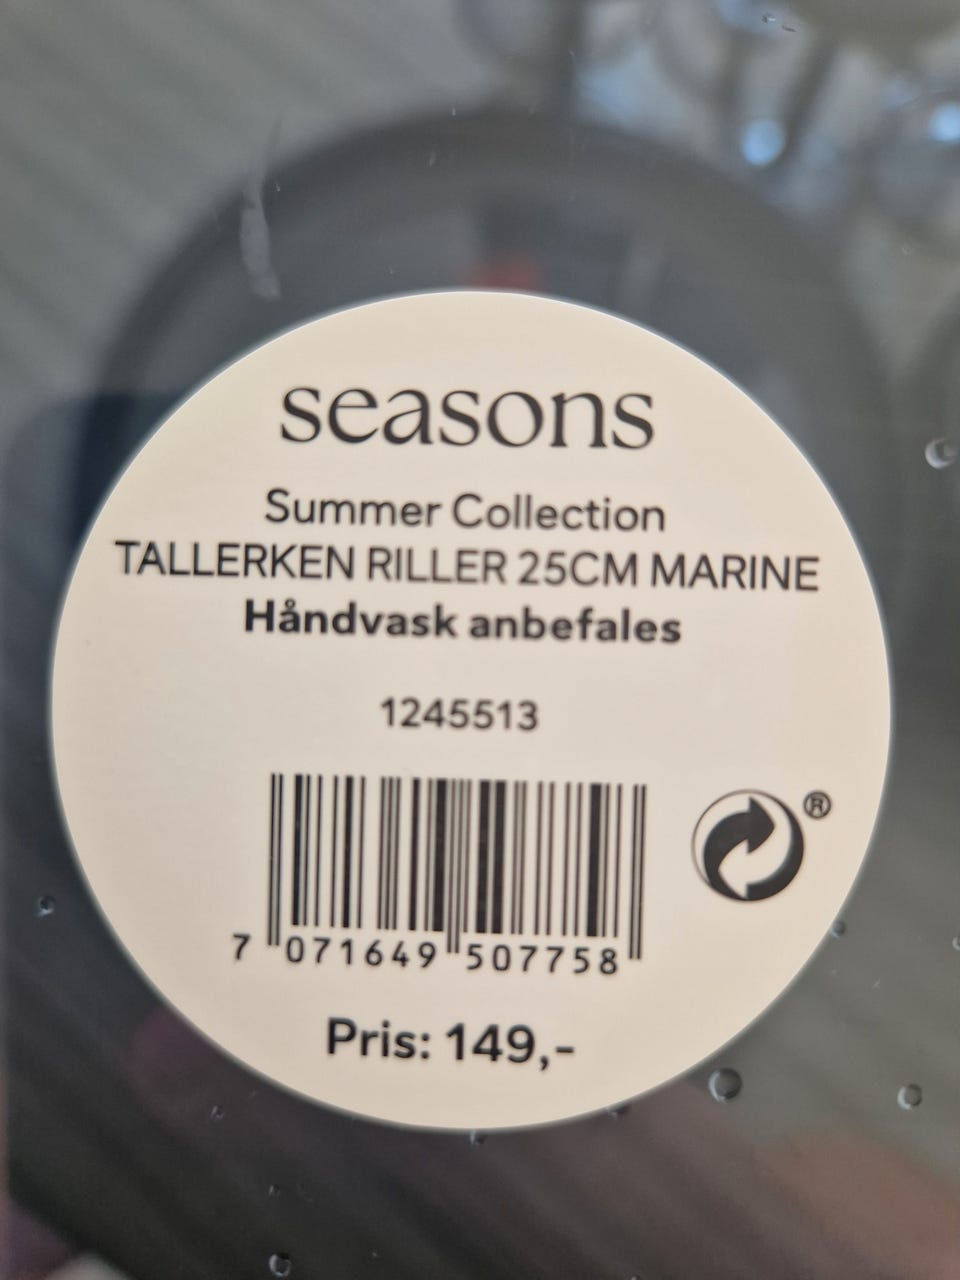 seasons
Summer Collection
TALLERKEN RILLER 25CM MARINE
Håndvask anbefales
1245513
®
7 071649 507758
Pris: 149,-